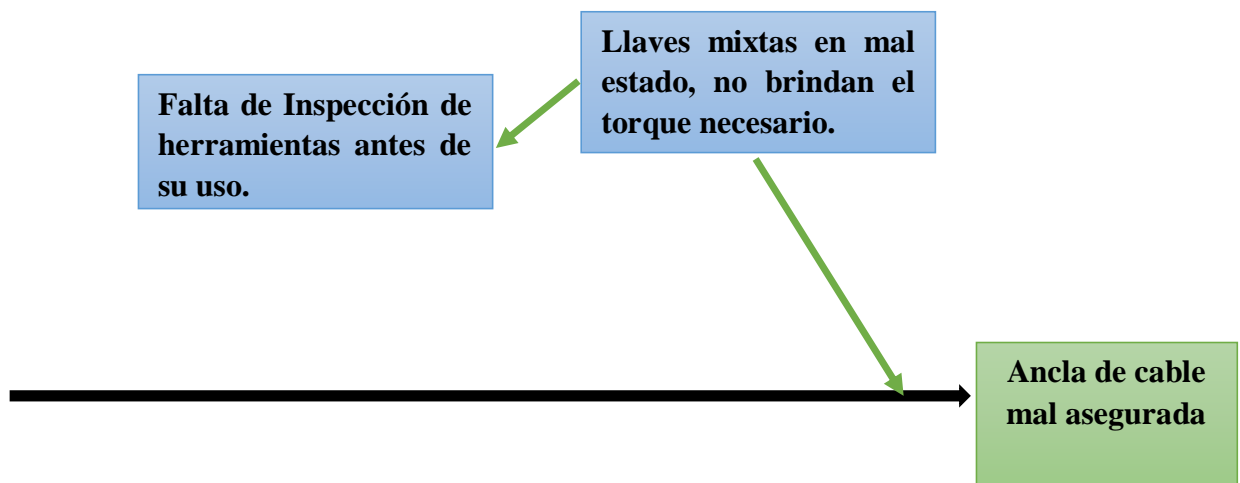 Falta de Inspección de
herramientas antes de
su uso.
Llaves mixtas en mal
estado, no brindan el
torque necesario.
Ancla de cable
mal asegurada